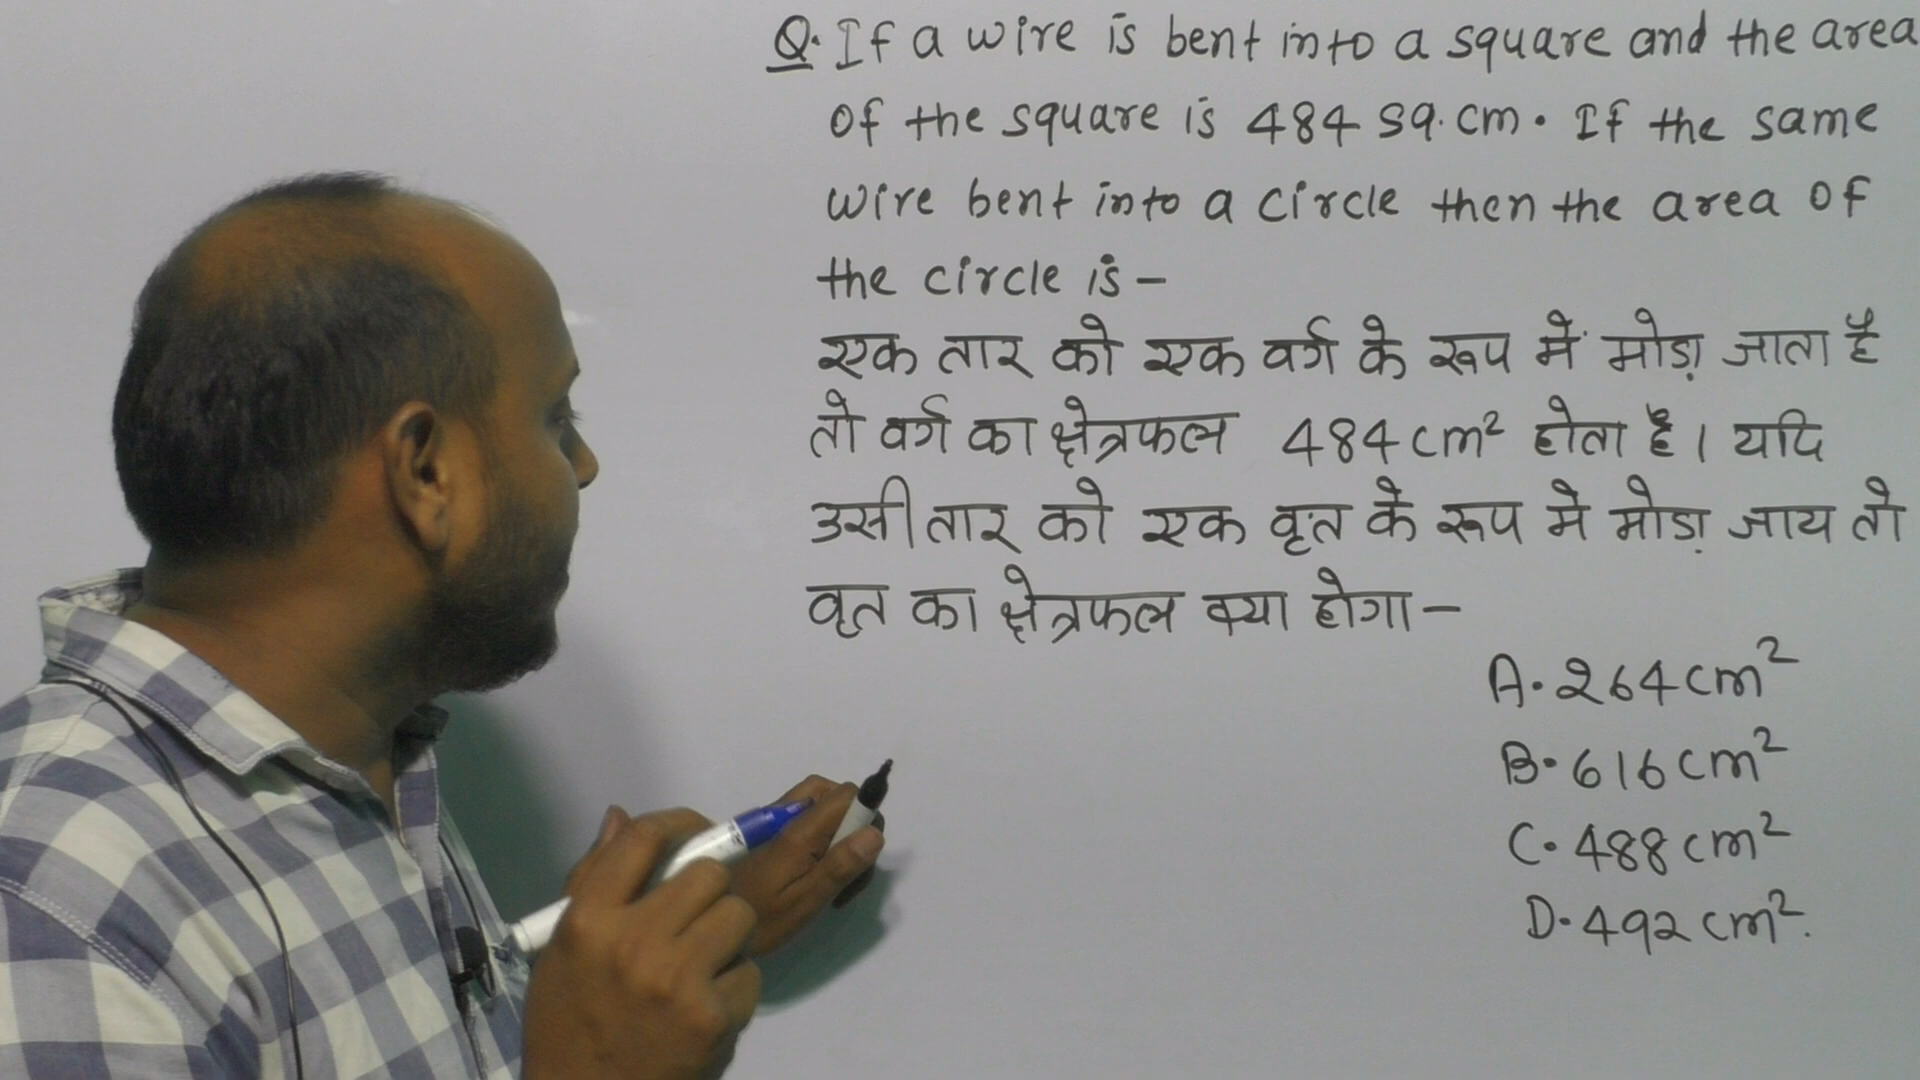 Q. If a wire is bent into a square and the area
of the square is 484 sq.cm. If the same
wire bent into a circle then the area of
the circle is -
एक तार को एक वर्ग के रूप में मोड़ा जाता है
तो वर्ग का क्षेत्रफल 484 cm² होता है। यदि
उसी तार को एक वृत के रूप मे मोडा़ जाय तो
वृत का क्षेत्रफल क्या होगा -
A. 264 cm²
B. 616 cm²
C. 488 cm²
D. 492 cm².